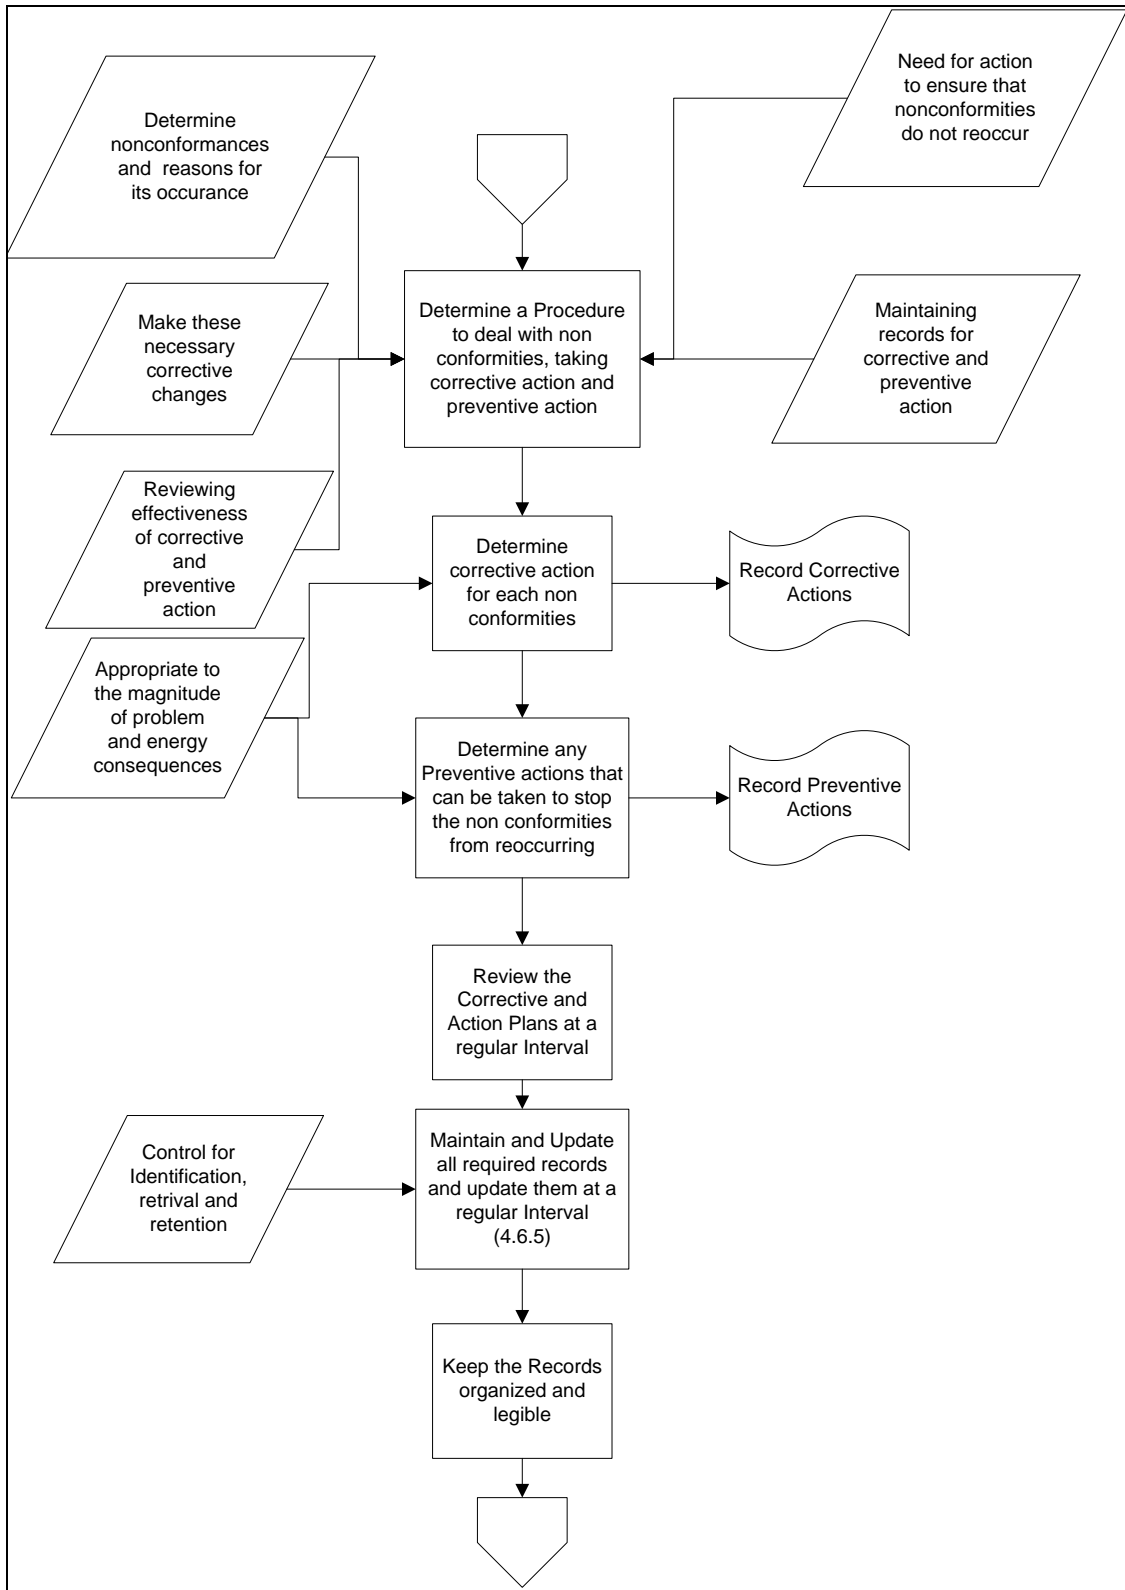 Need for action
to ensure that
nonconformities
do not reoccur
Determine
nonconformances
and reasons for
its occurance
Determine a Procedure
to deal with non
conformities, taking
corrective action and
preventive action
Make these
necessary
corrective
changes
Maintaining
records for
corrective and
preventive
action
Reviewing
effectiveness
of corrective
and
preventive
action
Determine
corrective action
for each non
conformities
Record Corrective
Actions
Appropriate to
the magnitude
of problem
and energy
consequences
Determine any
Preventive actions that
can be taken to stop
the non conformities
from reoccurring
Record Preventive
Actions
Review the
Corrective and
Action Plans at a
regular Interval
Control for
Identification,
retrival and
retention
Maintain and Update
all required records
and update them at a
regular Interval
(4.6.5)
Keep the Records
organized and
legible